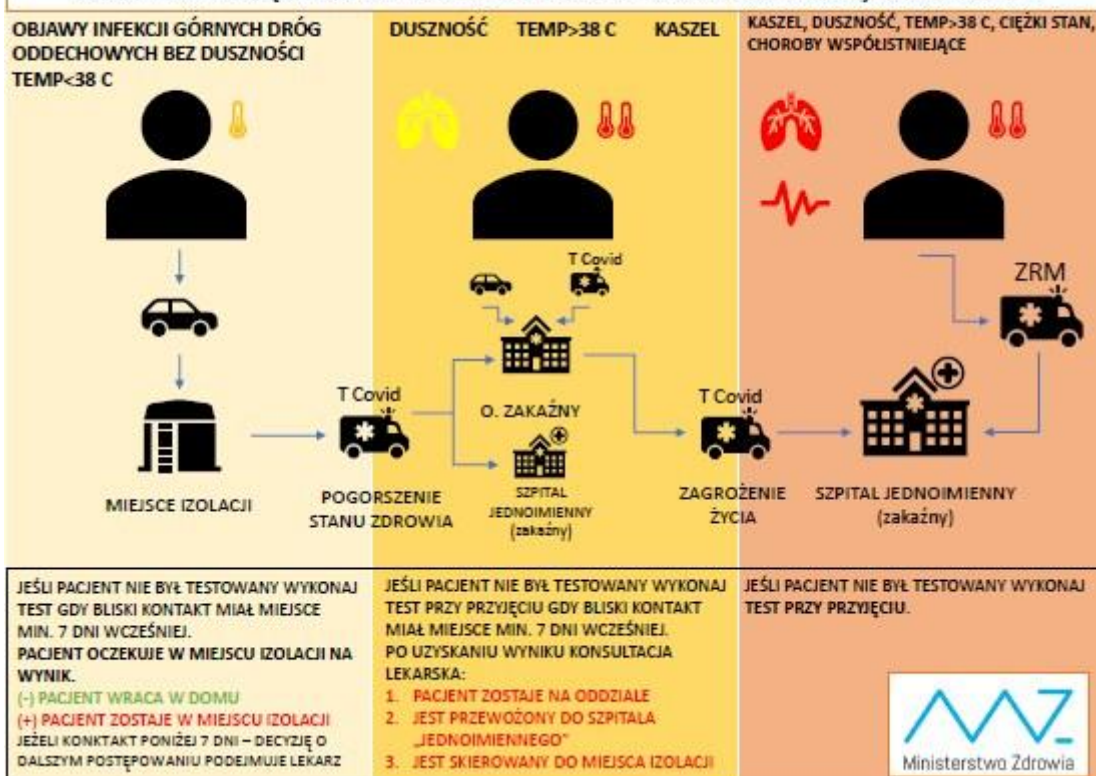 OBJAWY INFEKCJI GÓRNYCH DRÓG
ODDECHOWYCH BEZ DUSZNOŚCI
TEMP<38 C
DUSZNOŚĆ TEMP>38 C KASZEL
KASZEL, DUSZNOŚĆ, TEMP>38 C, CIĘŻKI STAN,
CHOROBY WSPÓŁISTNIEJĄCE
T Covid
ZRM
T Covid
O. ZAKAŹNY
T Covid
MIEJSCE IZOLACJI
POGORSZENIE
STANU ZDROWIA
SZPITAL
JEDNOIMIENNY
(zakaźny)
ZAGROŻENIE
ŻYCIA
SZPITAL JEDNOIMIENNY
(zakaźny)
JEŚLI PACJENT NIE BYŁ TESTOWANY WYKONAJ
TEST GDY BLISKI KONTAKT MIAŁ MIEJSCE
MIN. 7 DNI WCZEŚNIEJ.
PACJENT OCZEKUJE W MIEJSCU IZOLACJI NA
WYNIK.
(-) PACJENT WRACA W DOMU
(+) PACJENT ZOSTAJE W MIEJSCU IZOLACJI
JEŻELI KONKTAKT PONIŻEJ 7 DNI – DECYZJĘ O
DALSZYM POSTĘPOWANIU PODEJMUJE LEKARZ
JEŚLI PACJENT NIE BYŁ TESTOWANY WYKONAJ
TEST PRZY PRZYJĘCIU GDY BLISKI KONTAKT
MIAŁ MIEJSCE MIN. 7 DNI WCZEŚNIEJ.
PO UZYSKANIU WYNIKU KONSULTACJA
LEKARSKA:
1. PACJENT ZOSTAJE NA ODDZIALE
2. JEST PRZEWOŻONY DO SZPITALA
„JEDNOIMIENNEGO"
3. JEST SKIEROWANY DO MIEJSCA IZOLACJI
JEŚLI PACJENT NIE BYŁ TESTOWANY WYKONAJ
TEST PRZY PRZYJĘCIU.
Ministerstwo Zdrowia